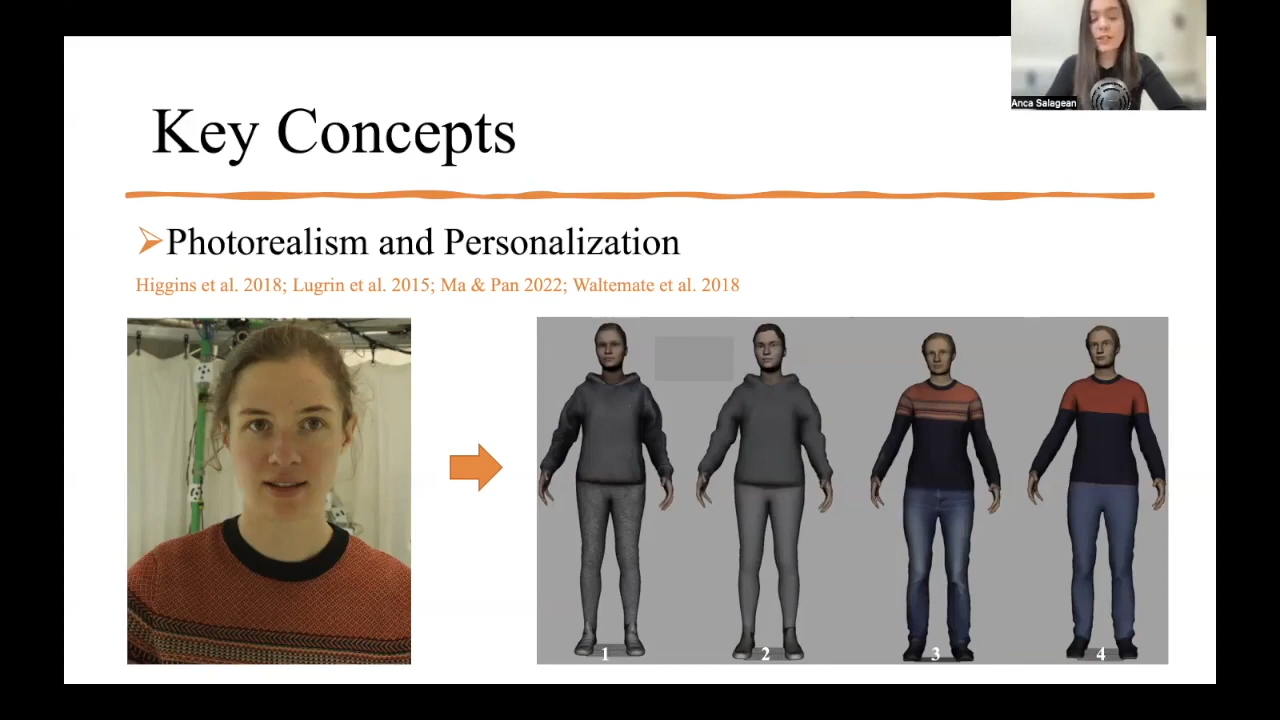 Anca Salagean
Key Concepts
Photorealism and Personalization
Higgins et al. 2018; Lugrin et al. 2015; Ma & Pan 2022; Waltemate et al. 2018
1
2
3
4